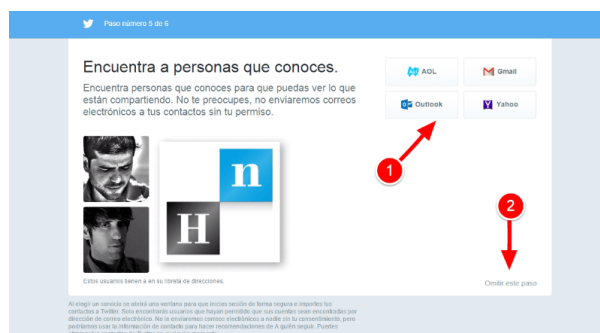 Paso número 5 de 6
Encuentra a personas que conoces.
Encuentra personas que conoces para que puedas ver lo que
están compartiendo. No te preocupes, no enviaremos correos
electrónicos a tus contactos sin tu permiso.
AOL
Gmail
Outlook
Yahoo
1
2
n
H
Estos usuarios tienen a en su libreta de direcciones.
Omitir este paso
Al elegir un servicio se abrirá una ventana para que inicies sesión de forma segura e importes tus
contactos a Twitter. Solo encontrarás usuarios que hayan permitido que sus cuentas sean encontradas por
dirección de correo electrónico. No le enviaremos correos electrónicos a nadie sin tu consentimiento, pero
podríamos usar la información de contacto para hacer recomendaciones de A quién seguir. Puedes